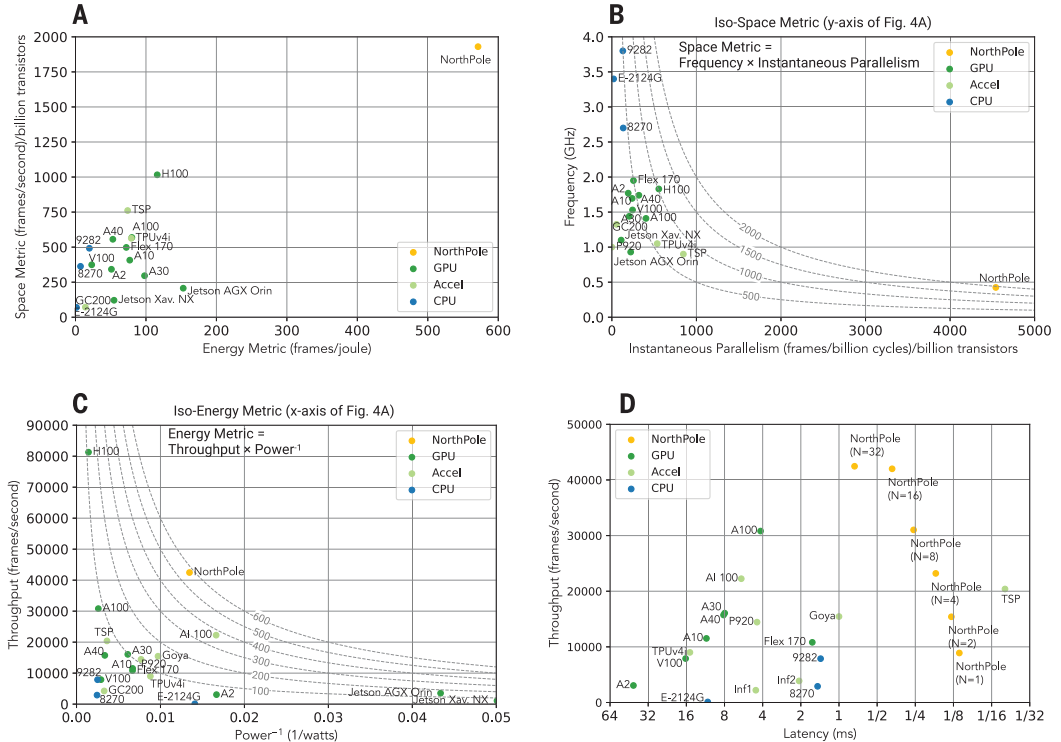 A
2000
1750
1500
1250
1000
750
500
250
0
0
100
200
300
400
500
600
Space Metric (frames/second)/billion transistors
Energy Metric (frames/joule)
NorthPole
H100
TSP
A100
A40
TPUv4i
9282
Flex 170
V100
A10
8270
A2
A30
Jetson AGX Orin
GC200
Jetson Xav. NX
E-2124G
NorthPole
GPU
Accel
CPU
B
Iso-Space Metric (y-axis of Fig. 4A)
Space Metric =
Frequency × Instantaneous Parallelism
4.0
3.5
3.0
2.5
2.0
1.5
1.0
0.5
0.0
0
1000
2000
3000
4000
5000
Frequency (GHz)
Instantaneous Parallelism (frames/billion cycles)/billion transistors
9282
E-2124G
8270
Flex 170
A2
H100
A10
A40
V100
A30
A100
GC200
Jetson Xav. NX
P920
TPUv4i
TSP
Jetson AGX Orin
NorthPole
2000
1500
1000
500
NorthPole
GPU
Accel
CPU
C
Iso-Energy Metric (x-axis of Fig. 4A)
Energy Metric =
Throughput × Power⁻¹
90000
80000
70000
60000
50000
40000
30000
20000
10000
0
0.00
0.01
0.02
0.03
0.04
0.05
Throughput (frames/second)
Power⁻¹ (1/watts)
H100
NorthPole
A100
TSP
AI 100
A40
A30
Goya
P920
A10
Flex 170
9282
V100
TPUv4i
GC200
8270
E-2124G
A2
Jetson AGX Orin
Jetson Xav. NX
600
500
400
300
200
100
NorthPole
GPU
Accel
CPU
D
50000
40000
30000
20000
10000
0
64
32
16
8
4
2
1
1/2
1/4
1/8
1/16
1/32
Throughput (frames/second)
Latency (ms)
NorthPole
GPU
Accel
CPU
NorthPole
(N=32)
NorthPole
(N=16)
NorthPole
(N=8)
NorthPole
(N=4)
NorthPole
(N=2)
NorthPole
(N=1)
TSP
A100
AI 100
A30
A40
P920
Goya
A10
Flex 170
TPUv4i
V100
9282
A2
Inf1
Inf2
8270
E-2124G